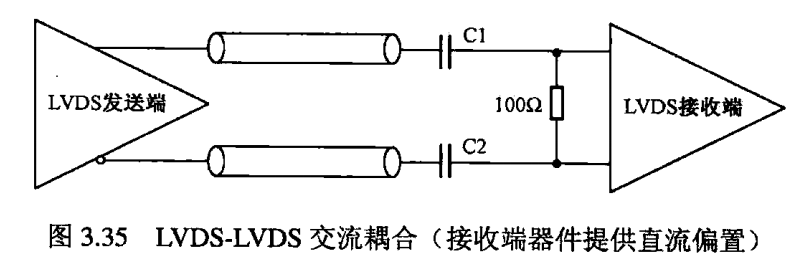 C1
LVDS发送端
100Ω
LVDS接收端
C2
图 3.35 LVDS-LVDS 交流耦合（接收端器件提供直流偏置）